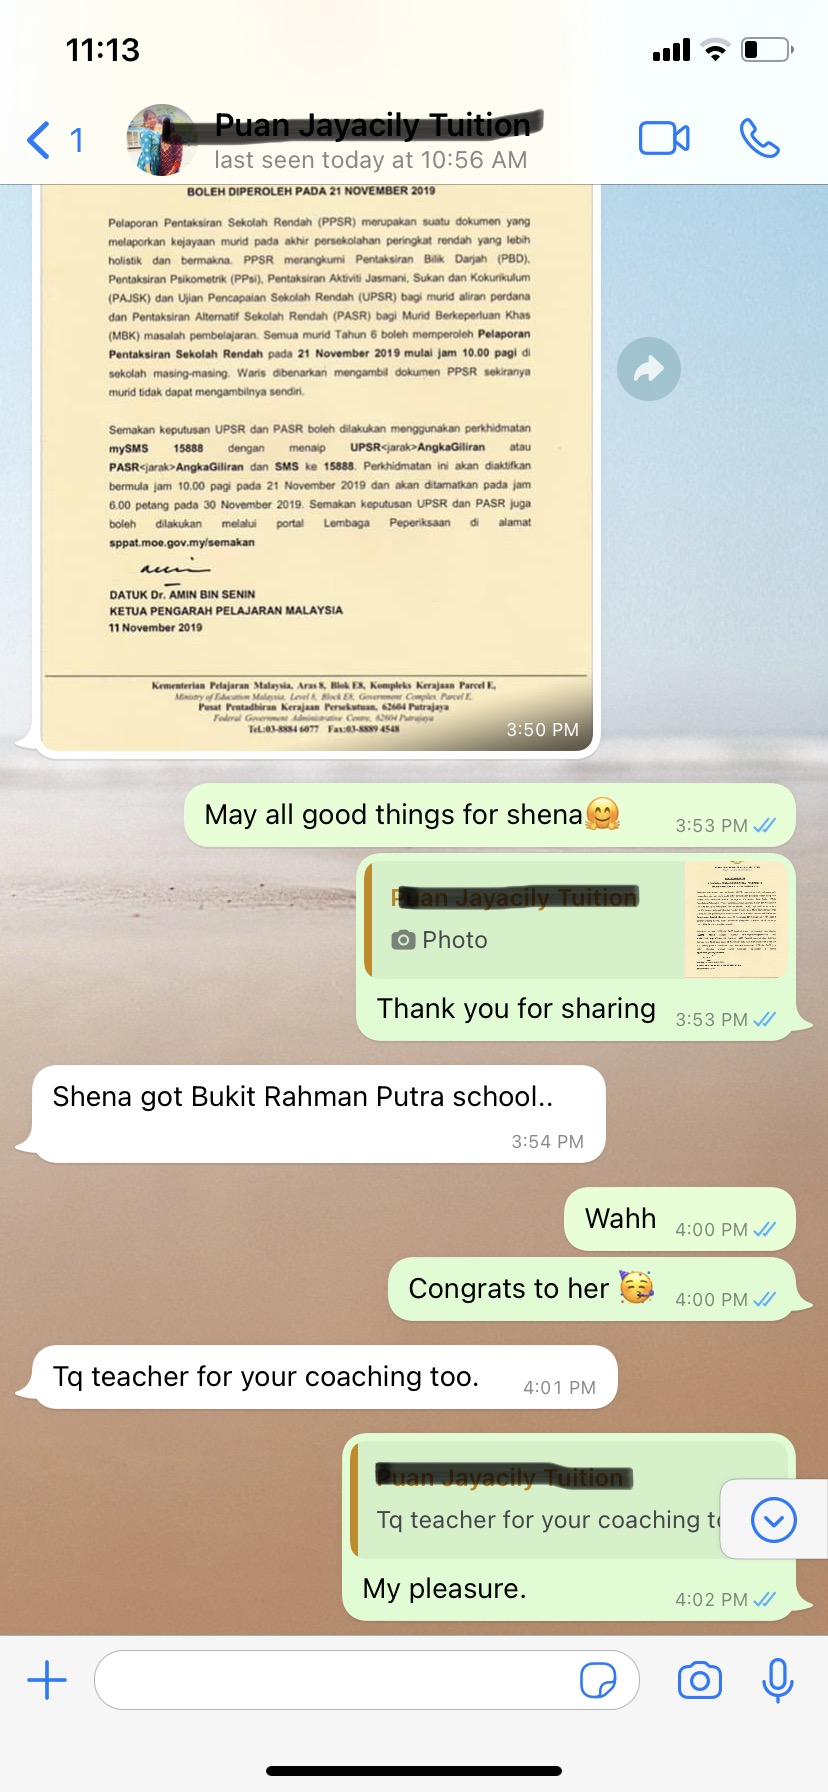 11:13
1
Puan Jayacily Tuition
last seen today at 10:56 AM
BOLEH DIPEROLEH PADA 21 NOVEMBER 2019
Pelaporan Pentaksiran Sekolah Rendah (PPSR) merupakan suatu dokumen yang
melaporkan kejayaan murid pada akhir persekolahan peringkat rendah yang lebih
holistik dan bermakna. PPSR merangkumi Pentaksiran Bilik Darjah (PBD),
Pentaksiran Psikometrik (PPsi), Pentaksiran Aktiviti Jasmani, Sukan dan Kokurikulum
(PAJSK) dan Ujian Pencapaian Sekolah Rendah (UPSR) bagi murid aliran perdana
dan Pentaksiran Alternatif Sekolah Rendah (PASR) bagi Murid Berkeperluan Khas
(MBK) masalah pembelajaran. Semua murid Tahun 6 boleh memperoleh Pelaporan
Pentaksiran Sekolah Rendah pada 21 November 2019 mulai jam 10.00 pagi di
sekolah masing-masing. Waris dibenarkan mengambil dokumen PPSR sekiranya
murid tidak dapat mengambilnya sendiri.
Semakan keputusan UPSR dan PASR boleh dilakukan menggunakan perkhidmatan
mySMS 15888 dengan menaip UPSR<jarak>AngkaGiliran atau
PASR<jarak>AngkaGiliran dan SMS ke 15888. Perkhidmatan ini akan diaktifkan
bermula jam 10.00 pagi pada 21 November 2019 dan akan ditamatkan pada jam
6.00 petang pada 30 November 2019. Semakan keputusan UPSR dan PASR juga
boleh dilakukan melalui portal Lembaga Peperiksaan di alamat
sppat.moe.gov.my/semakan
DATUK Dr. AMIN BIN SENIN
KETUA PENGARAH PELAJARAN MALAYSIA
11 November 2019
Kementerian Pelajaran Malaysia, Aras 8, Blok E8, Kompleks Kerajaan Parcel E,
Ministry of Education Malaysia, Level 8, Block E8, Government Complex Parcel E,
Pusat Pentadbiran Kerajaan Persekutuan, 62604 Putrajaya
Federal Government Administrative Centre, 62604 Putrajaya
Tel:03-8884 6077 Fax:03-8889 4548
3:50 PM
May all good things for shena🤗
3:53 PM
Puan Jayacily Tuition
Photo
Thank you for sharing
3:53 PM
Shena got Bukit Rahman Putra school..
3:54 PM
Wahh
4:00 PM
Congrats to her 🥳
4:00 PM
Tq teacher for your coaching too.
4:01 PM
Puan Jayacily Tuition
Tq teacher for your coaching
My pleasure.
4:02 PM